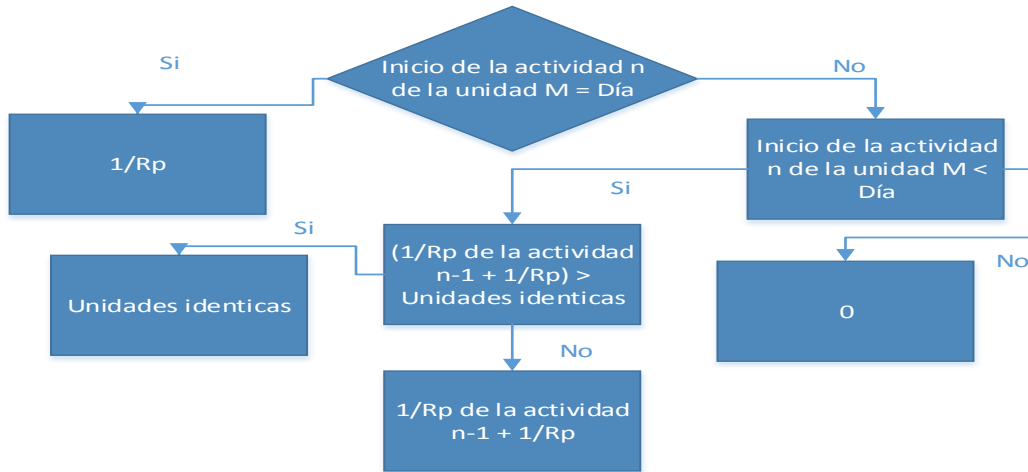 Inicio de la actividad n
de la unidad M = Día
Si
No
1/Rp
Inicio de la actividad
n de la unidad M <
Día
Si
No
(1/Rp de la actividad
n-1 + 1/Rp) >
Unidades identicas
Si
Unidades identicas
0
No
1/Rp de la actividad
n-1 + 1/Rp